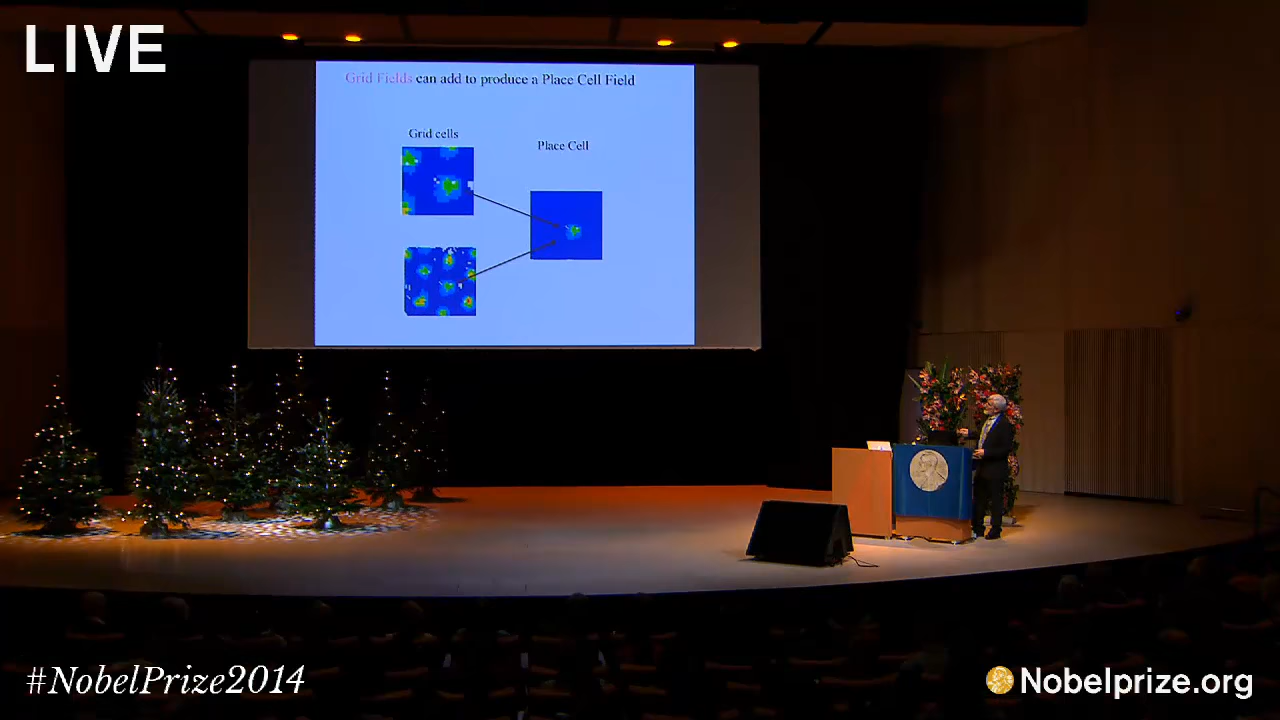 LIVE
Grid Fields can add to produce a Place Cell Field
Grid cells
Place Cell
#NobelPrize2014
Nobelprize.org